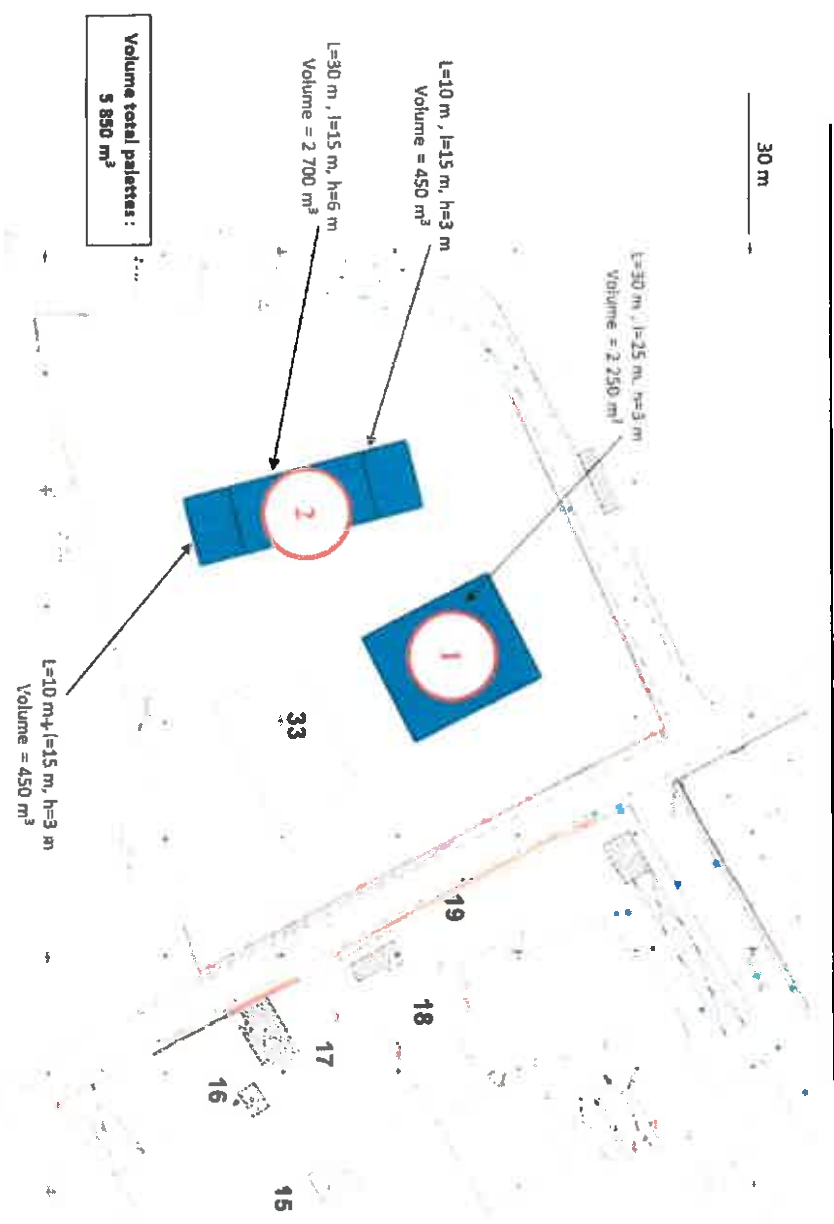 30 m
L=30 m , l=25 m, h=3 m
Volume = 2 250 m³
L=10 m , l=15 m, h=3 m
Volume = 450 m³
L=30 m , l=15 m, h=6 m
Volume = 2 700 m³
Volume total palettes :
5 850 m³
1
2
L=10 m, l=15 m, h=3 m
Volume = 450 m³
33
19
18
17
16
15